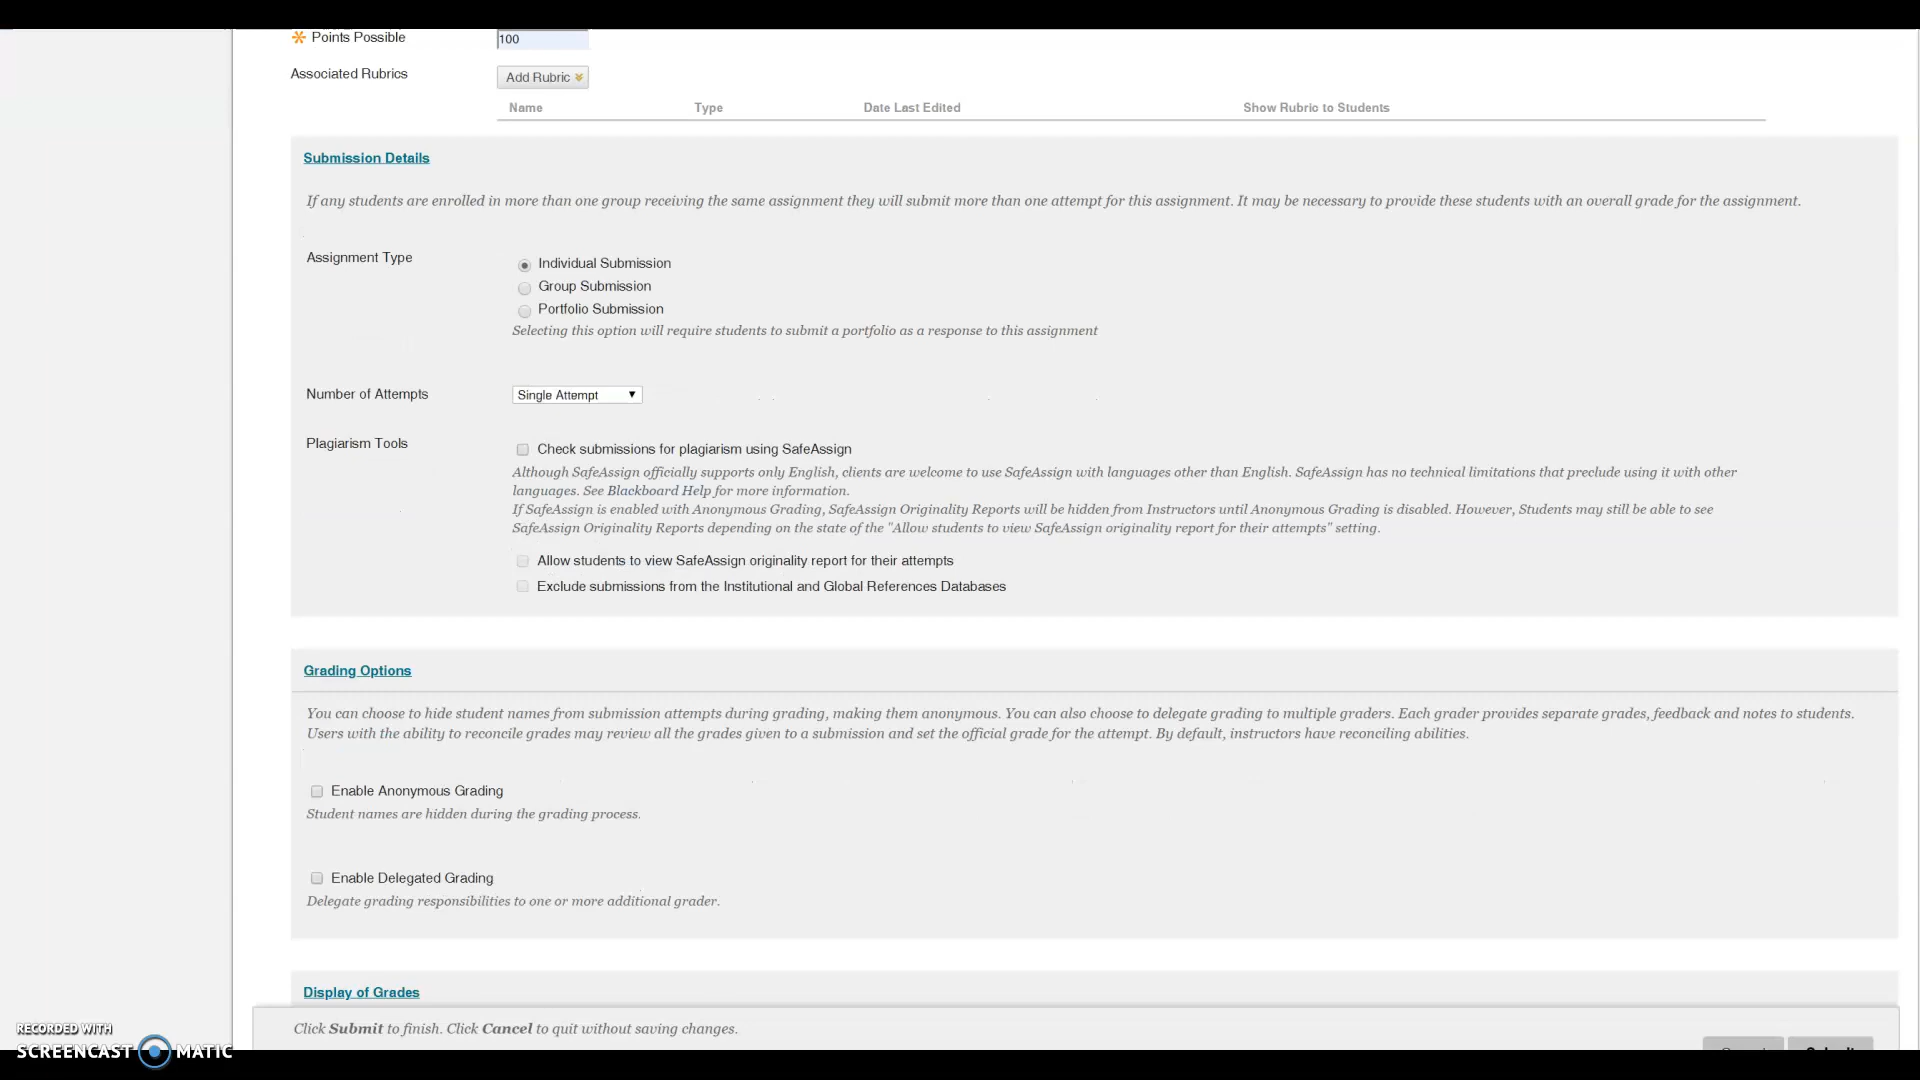 Points Possible
100
Associated Rubrics
Add Rubric
Name Type Date Last Edited Show Rubric to Students
Submission Details
If any students are enrolled in more than one group receiving the same assignment they will submit more than one attempt for this assignment. It may be necessary to provide these students with an overall grade for the assignment.
Assignment Type
Individual Submission
Group Submission
Portfolio Submission
Selecting this option will require students to submit a portfolio as a response to this assignment
Number of Attempts
Single Attempt
Plagiarism Tools
Check submissions for plagiarism using SafeAssign
Although SafeAssign officially supports only English, clients are welcome to use SafeAssign with languages other than English. SafeAssign has no technical limitations that preclude using it with other
languages. See Blackboard Help for more information.
If SafeAssign is enabled with Anonymous Grading, SafeAssign Originality Reports will be hidden from Instructors until Anonymous Grading is disabled. However, Students may still be able to see
SafeAssign Originality Reports depending on the state of the "Allow students to view SafeAssign originality report for their attempts" setting.
Allow students to view SafeAssign originality report for their attempts
Exclude submissions from the Institutional and Global References Databases
Grading Options
You can choose to hide student names from submission attempts during grading, making them anonymous. You can also choose to delegate grading to multiple graders. Each grader provides separate grades, feedback and notes to students.
Users with the ability to reconcile grades may review all the grades given to a submission and set the official grade for the attempt. By default, instructors have reconciling abilities.
Enable Anonymous Grading
Student names are hidden during the grading process.
Enable Delegated Grading
Delegate grading responsibilities to one or more additional grader.
Display of Grades
Click Submit to finish. Click Cancel to quit without saving changes.
RECORDED WITH
SCREENCAST MATIC